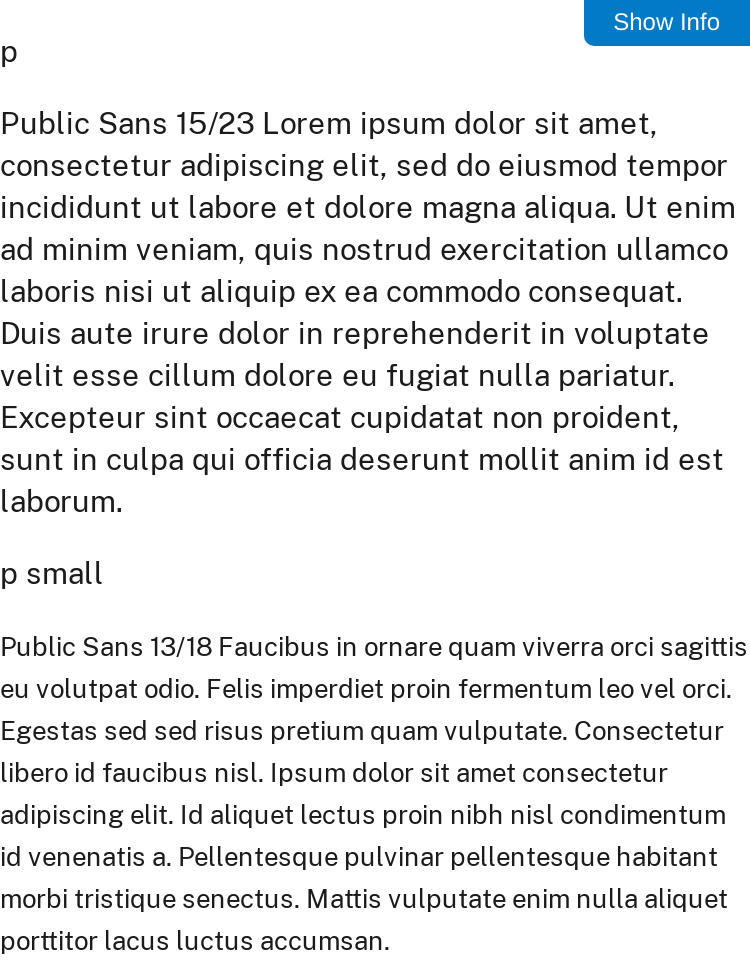 Show Info
p
Public Sans 15/23 Lorem ipsum dolor sit amet,
consectetur adipiscing elit, sed do eiusmod tempor
incididunt ut labore et dolore magna aliqua. Ut enim
ad minim veniam, quis nostrud exercitation ullamco
laboris nisi ut aliquip ex ea commodo consequat.
Duis aute irure dolor in reprehenderit in voluptate
velit esse cillum dolore eu fugiat nulla pariatur.
Excepteur sint occaecat cupidatat non proident,
sunt in culpa qui officia deserunt mollit anim id est
laborum.
p small
Public Sans 13/18 Faucibus in ornare quam viverra orci sagittis
eu volutpat odio. Felis imperdiet proin fermentum leo vel orci.
Egestas sed sed risus pretium quam vulputate. Consectetur
libero id faucibus nisl. Ipsum dolor sit amet consectetur
adipiscing elit. Id aliquet lectus proin nibh nisl condimentum
id venenatis a. Pellentesque pulvinar pellentesque habitant
morbi tristique senectus. Mattis vulputate enim nulla aliquet
porttitor lacus luctus accumsan.